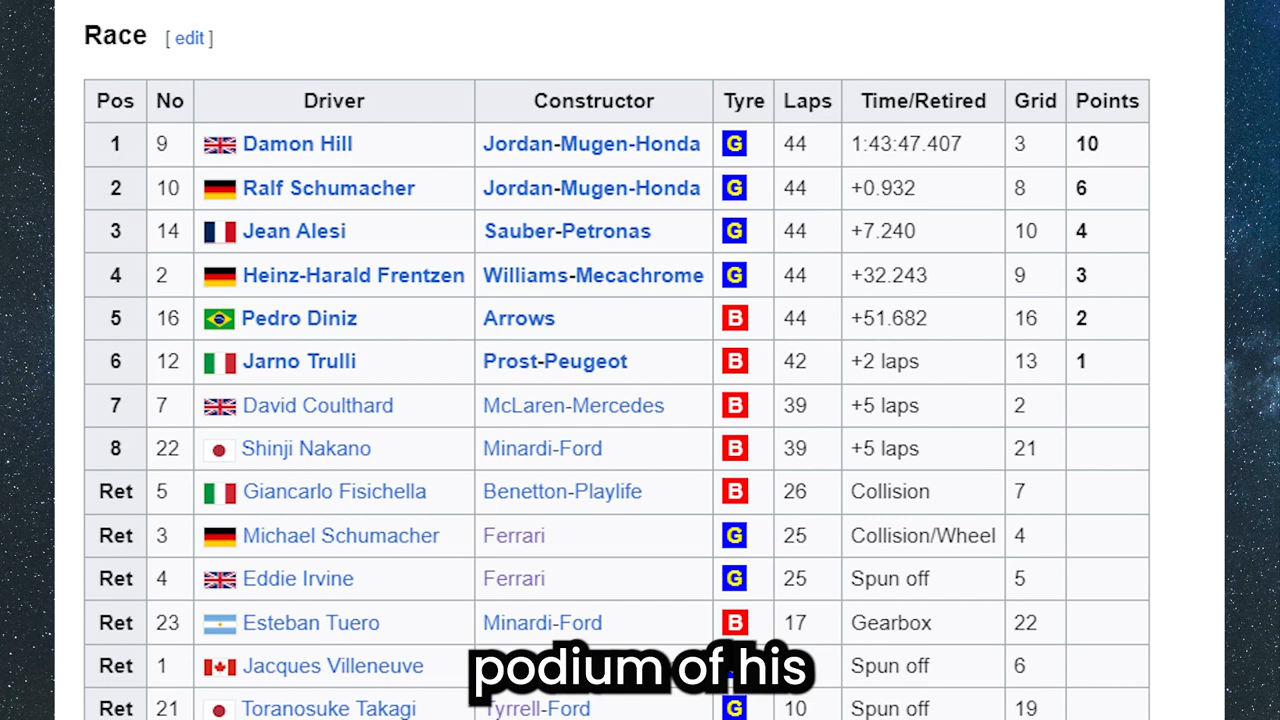 Race [ edit ]
Pos No Driver Constructor Tyre Laps Time/Retired Grid Points
1 9 Damon Hill Jordan-Mugen-Honda G 44 1:43:47.407 3 10
2 10 Ralf Schumacher Jordan-Mugen-Honda G 44 +0.932 8 6
3 14 Jean Alesi Sauber-Petronas G 44 +7.240 10 4
4 2 Heinz-Harald Frentzen Williams-Mecachrome G 44 +32.243 9 3
5 16 Pedro Diniz Arrows B 44 +51.682 16 2
6 12 Jarno Trulli Prost-Peugeot B 42 +2 laps 13 1
7 7 David Coulthard McLaren-Mercedes B 39 +5 laps 2
8 22 Shinji Nakano Minardi-Ford B 39 +5 laps 21
Ret 5 Giancarlo Fisichella Benetton-Playlife B 26 Collision 7
Ret 3 Michael Schumacher Ferrari G 25 Collision/Wheel 4
Ret 4 Eddie Irvine Ferrari G 25 Spun off 5
Ret 23 Esteban Tuero Minardi-Ford B 17 Gearbox 22
Ret 1 Jacques Villeneuve Spun off 6
podium of his
Ret 21 Toranosuke Takagi Tyrrell-Ford G 10 Spun off 19